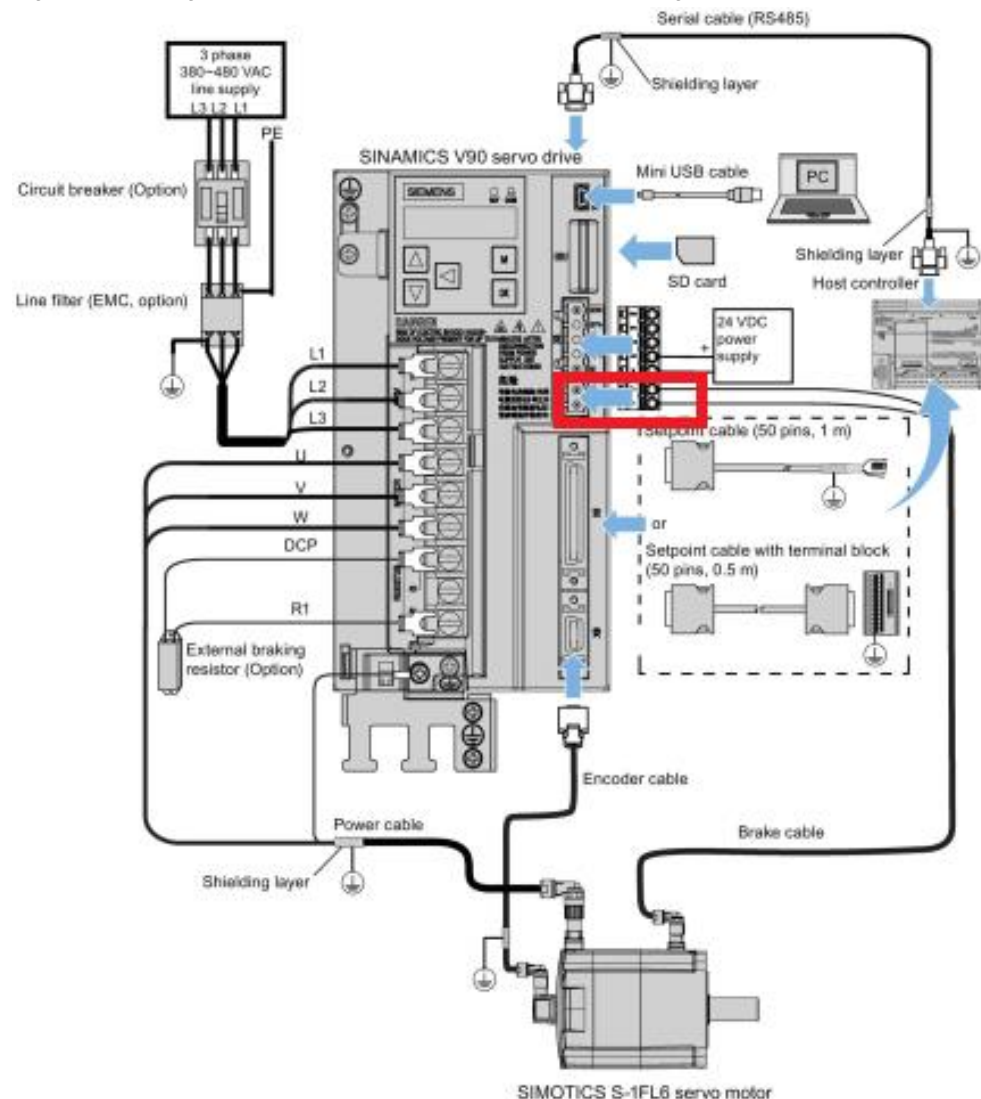 Serial cable (RS485)
3 phase
380~480 VAC
line supply
L3 L2 L1
Shielding layer
PE
SINAMICS V90 servo drive
Mini USB cable
PC
SIEMENS
Circuit breaker (Option)
M
OK
SD card
Shielding layer
Host controller
Line filter (EMC, option)
24 VDC
power
supply
+
L1
L2
L3
U
V
W
DCP
R1
Setpoint cable (50 pins, 1 m)
or
Setpoint cable with terminal block
(50 pins, 0.5 m)
External braking
resistor (Option)
Encoder cable
Power cable
Brake cable
Shielding layer
SIMOTICS S-1FL6 servo motor